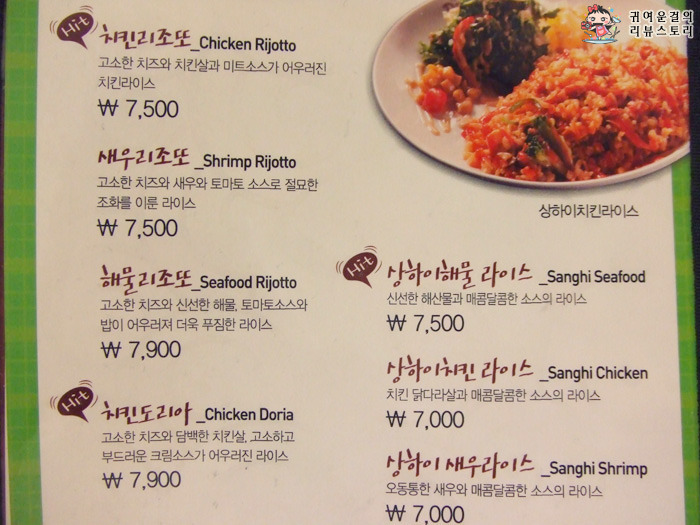 귀여운걸의
리뷰스토리
Hit
치킨리조또 _Chicken Rijotto
고소한 치즈와 치킨살과 미트소스가 어우러진
치킨라이스
₩ 7,500
새우리조또 _Shrimp Rijotto
고소한 치즈와 새우와 토마토 소스로 절묘한
조화를 이룬 라이스
₩ 7,500
해물리조또 _Seafood Rijotto
고소한 치즈와 신선한 해물, 토마토소스와
밥이 어우러져 더욱 푸짐한 라이스
₩ 7,900
Hit
치킨도리아 _Chicken Doria
고소한 치즈와 담백한 치킨살, 고소하고
부드러운 크림소스가 어우러진 라이스
₩ 7,900
상하이치킨라이스
Hit
상하이해물 라이스 _Sanghi Seafood
신선한 해산물과 매콤달콤한 소스의 라이스
₩ 7,500
상하이치킨 라이스 _Sanghi Chicken
치킨 닭다라살과 매콤달콤한 소스의 라이스
₩ 7,000
상하이 새우라이스 _Sanghi Shrimp
오동통한 새우와 매콤달콤한 소스의 라이스
₩ 7,000